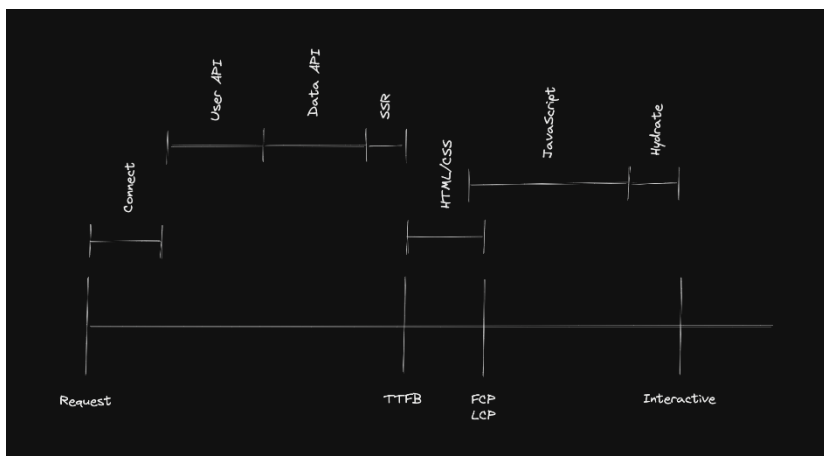 User API
Data API
SSR
JavaScript
Hydrate
Connect
HTML/CSS
Request
TTFB
FCP
LCP
Interactive